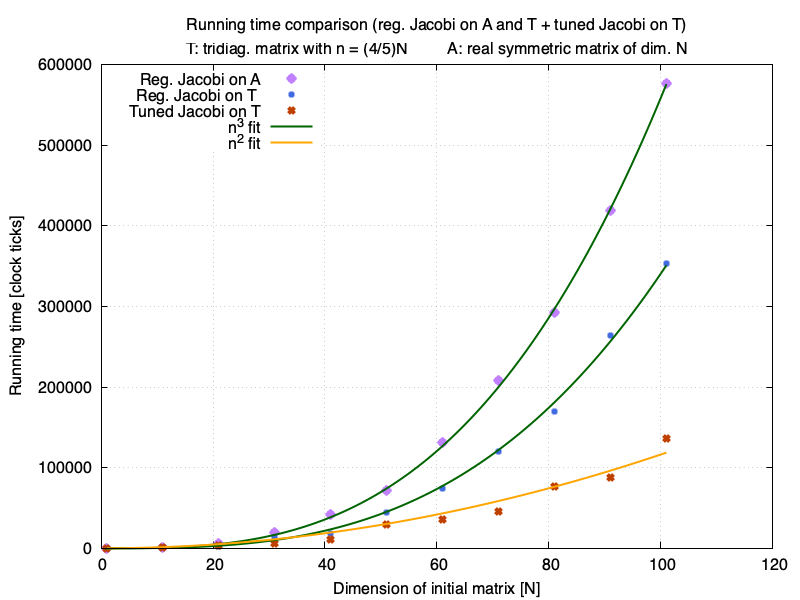 Running time comparison (reg. Jacobi on A and T + tuned Jacobi on T)
T: tridiag. matrix with n = (4/5)N A: real symmetric matrix of dim. N
Reg. Jacobi on A
Reg. Jacobi on T
Tuned Jacobi on T
n³ fit
n² fit
600000
500000
400000
300000
200000
100000
0
Running time [clock ticks]
0 20 40 60 80 100 120
Dimension of initial matrix [N]